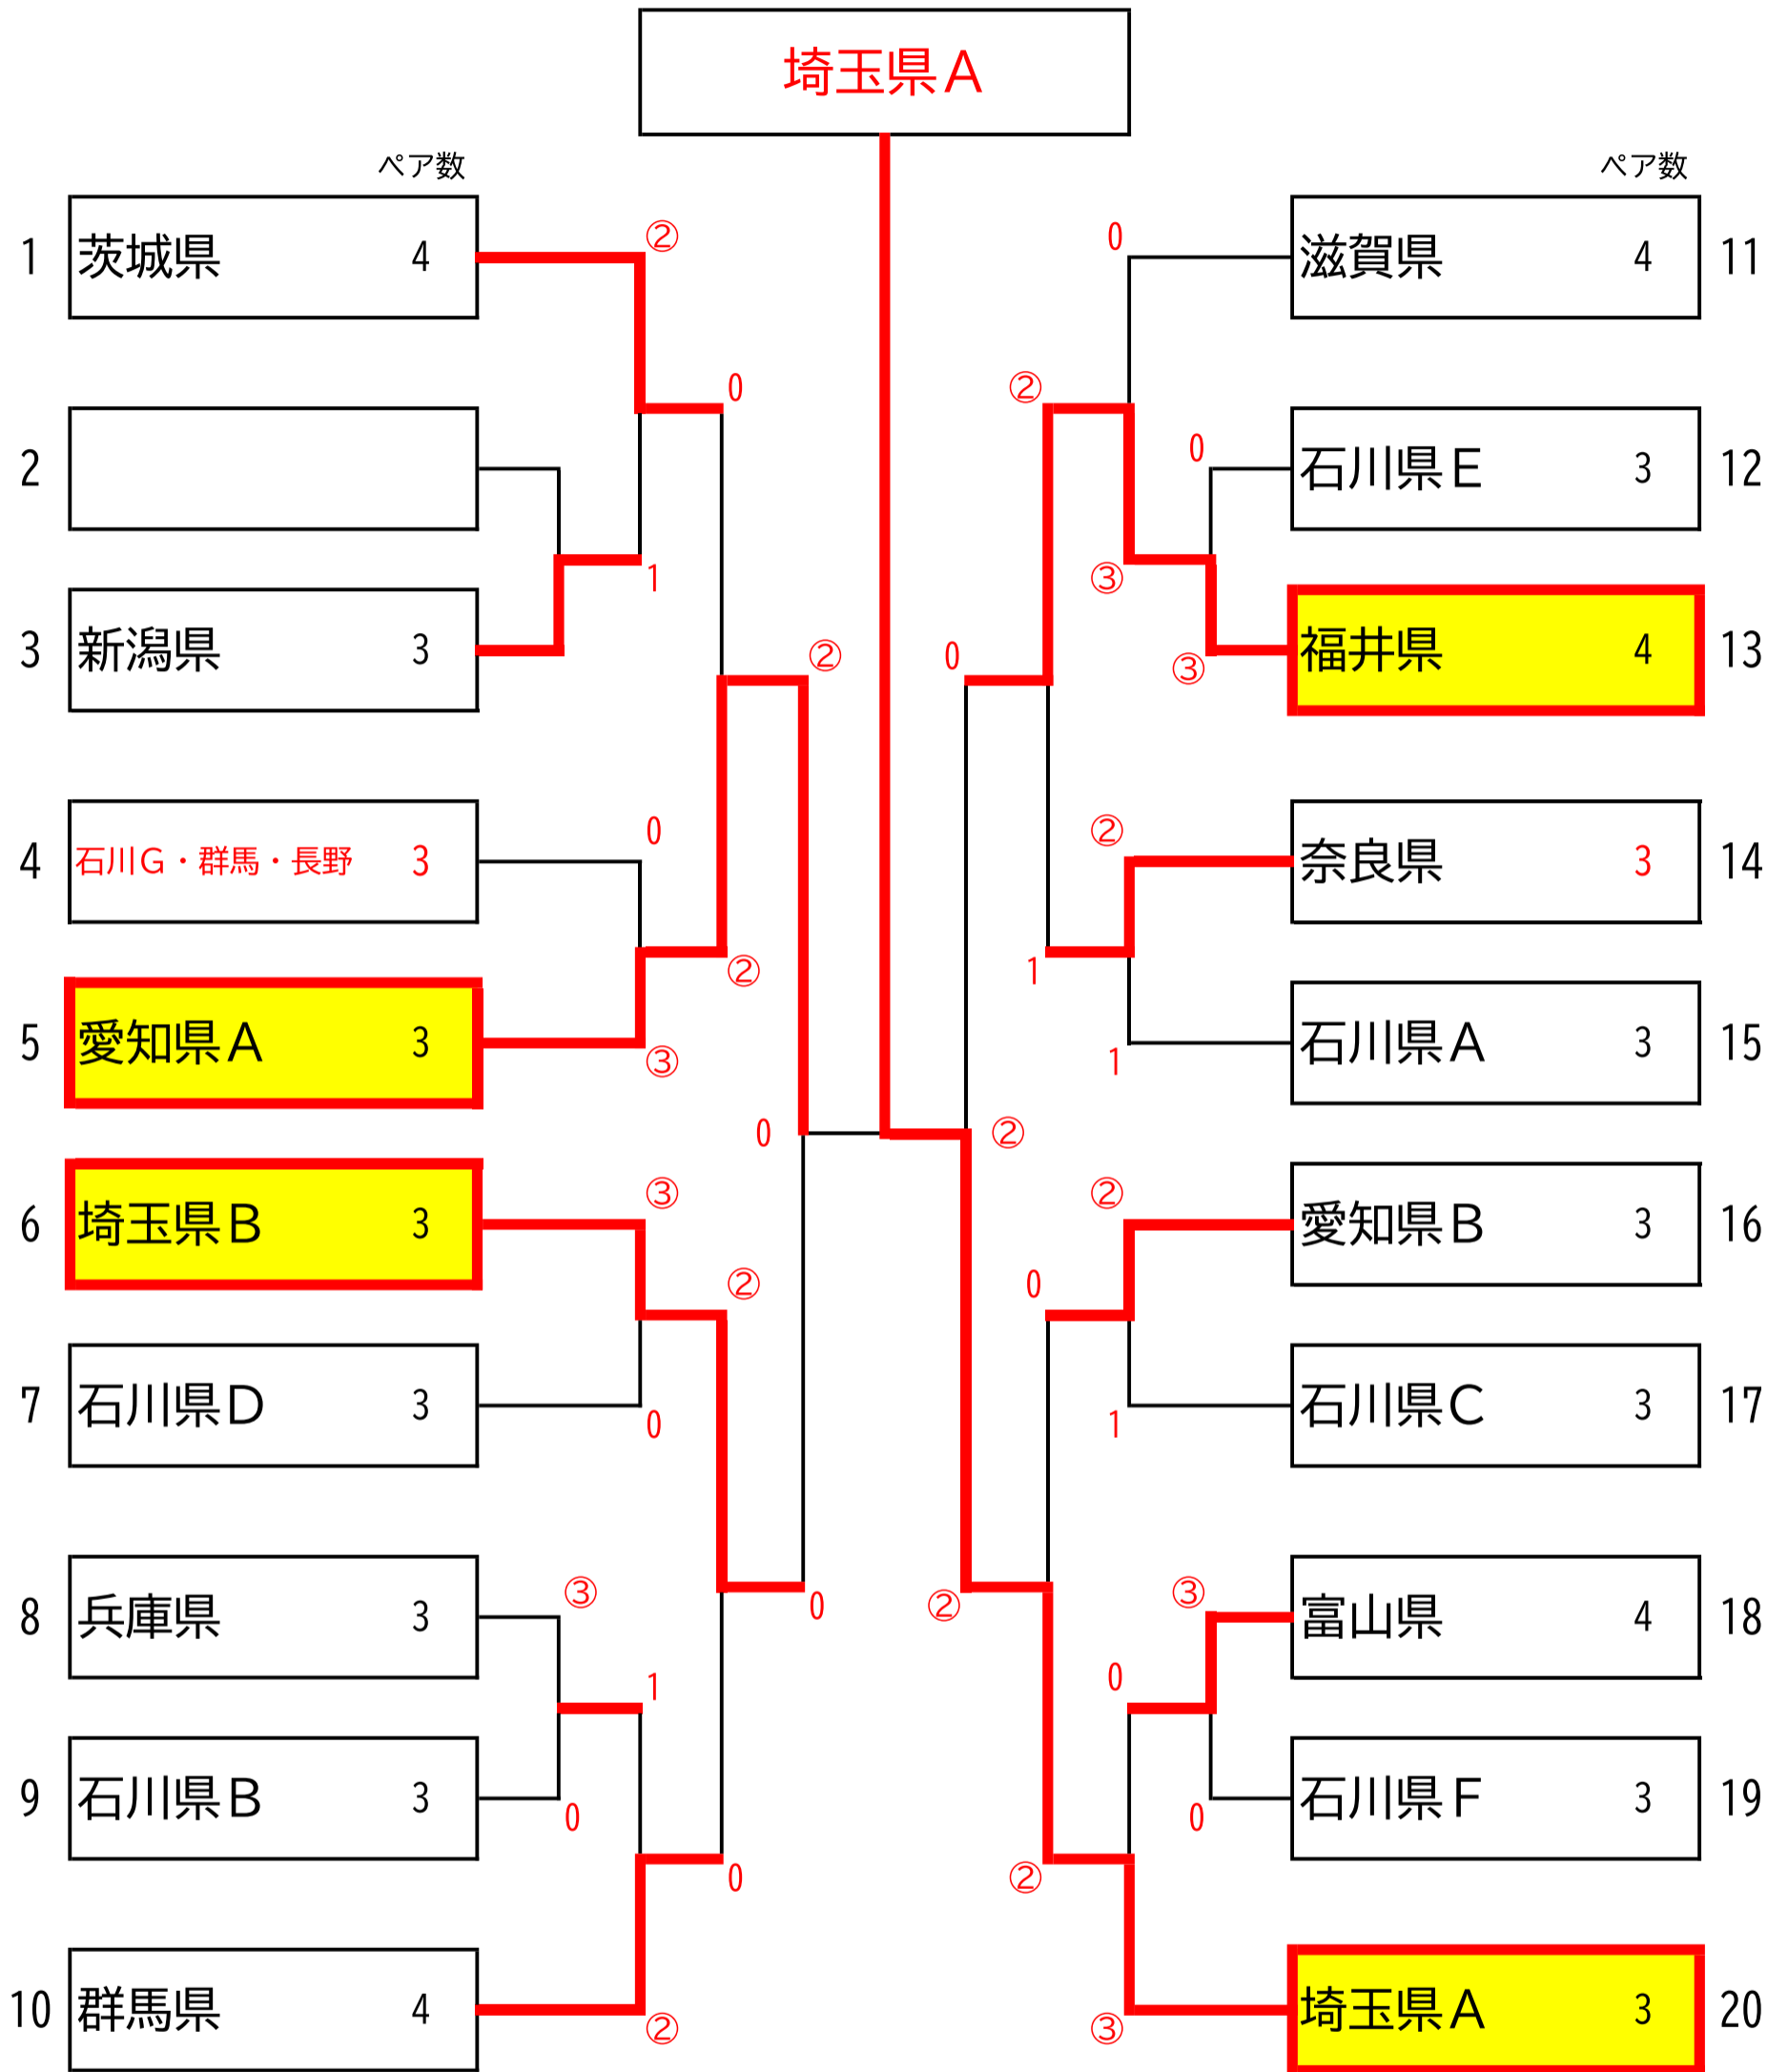 埼玉県A
ペア数 ペア数
1 茨城県 4 ② 0 滋賀県 4 11
0 ②
2 0 石川県E 3 12
1 ③
3 新潟県 3 ② 0 ③ 福井県 4 13
4 石川G・群馬・長野 3 0 ② 奈良県 3 14
② 1
5 愛知県A 3 ③ 1 石川県A 3 15
0 ②
6 埼玉県B 3 ③ ② 愛知県B 3 16
② 0
7 石川県D 3 0 1 石川県C 3 17
8 兵庫県 3 ③ 0 ② ③ 富山県 4 18
1 0
9 石川県B 3 0 0 石川県F 3 19
0 ②
10 群馬県 4 ② ③ 埼玉県A 3 20